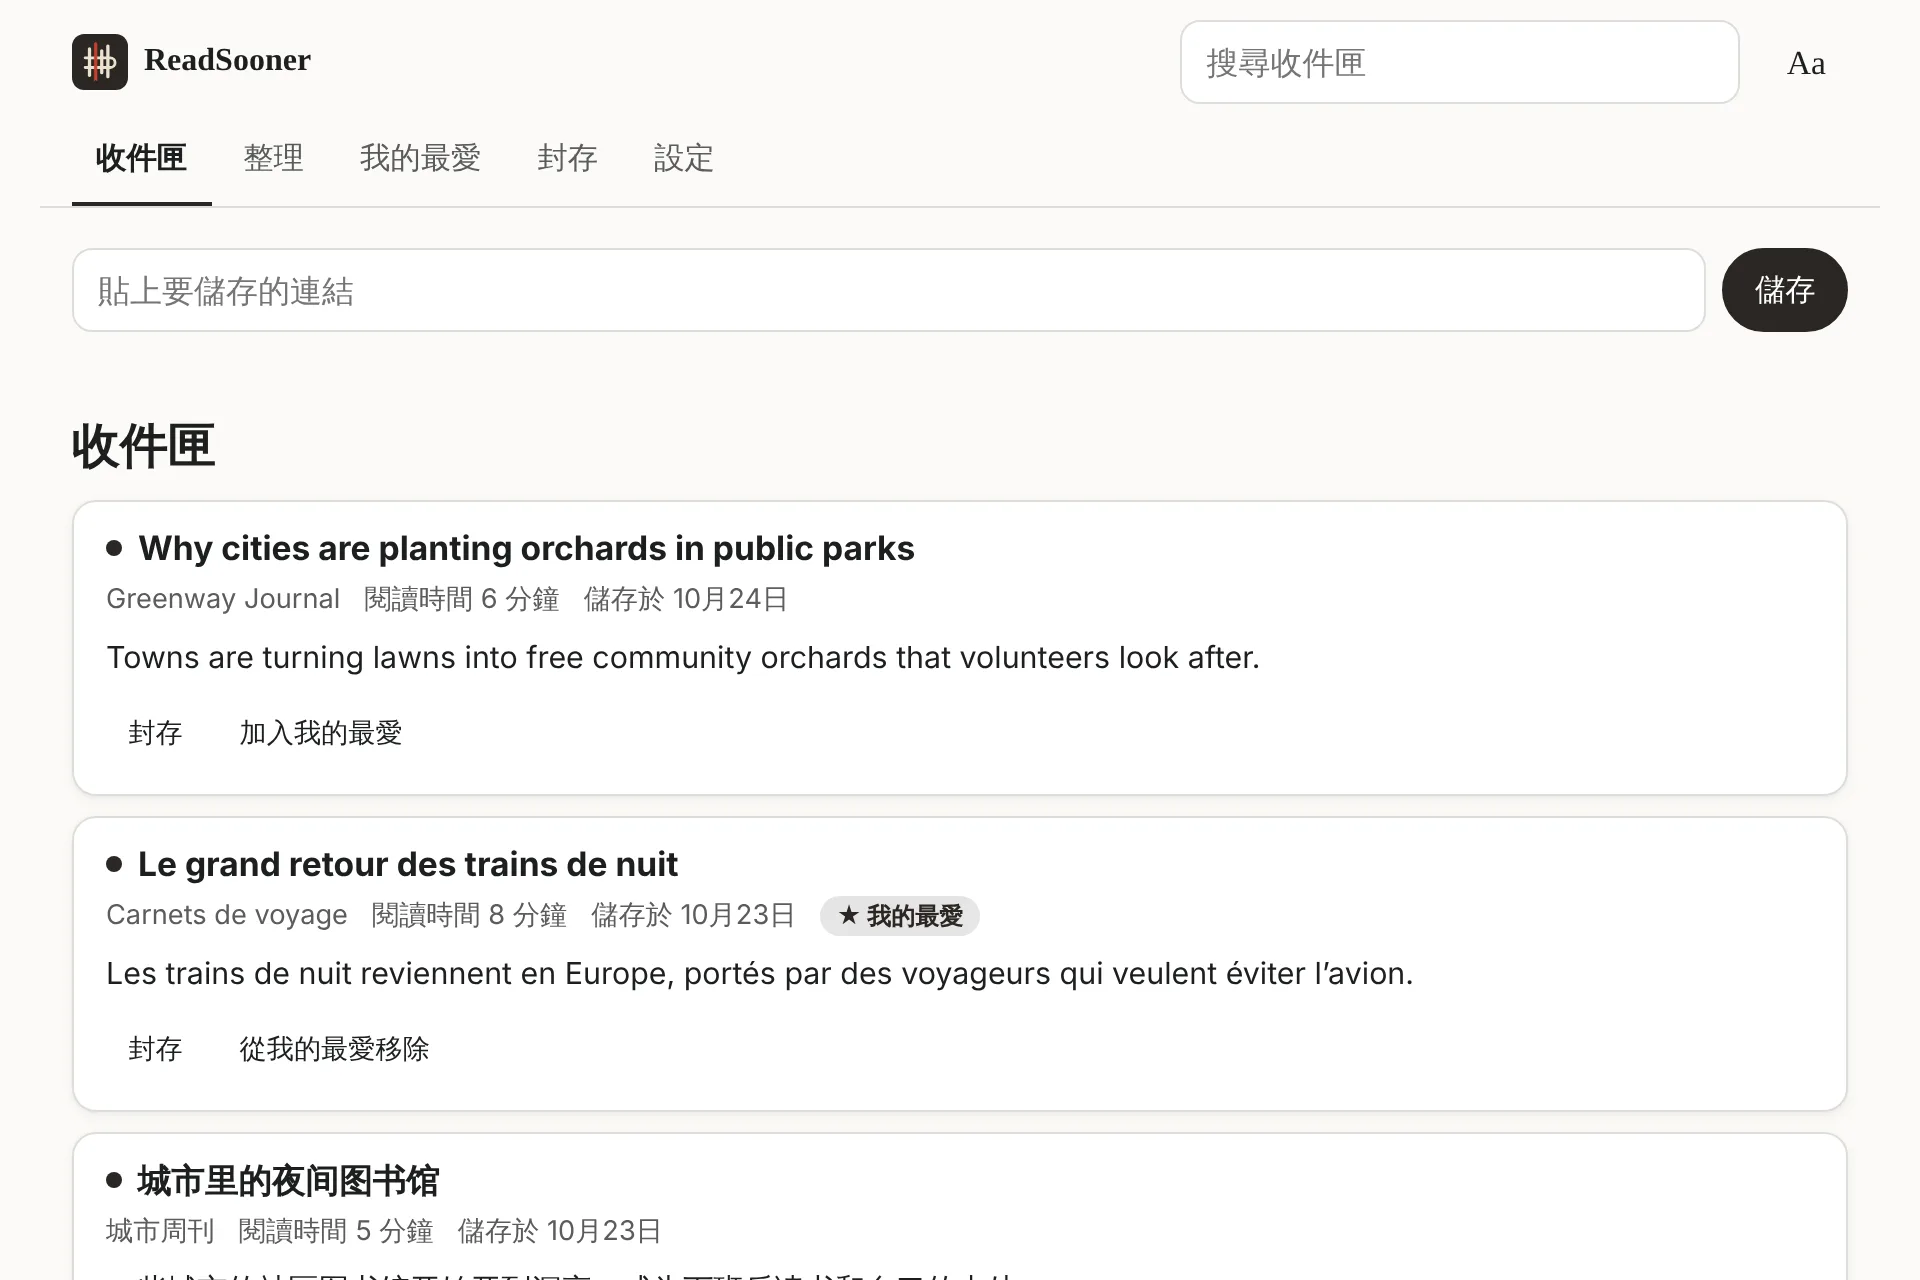 ReadSooner
搜尋收件匣
Aa
收件匣 整理 我的最愛 封存 設定
貼上要儲存的連結
儲存
收件匣
Why cities are planting orchards in public parks
Greenway Journal 閱讀時間 6 分鐘 儲存於 10月24日
Towns are turning lawns into free community orchards that volunteers look after.
封存 加入我的最愛
Le grand retour des trains de nuit
Carnets de voyage 閱讀時間 8 分鐘 儲存於 10月23日 ★ 我的最愛
Les trains de nuit reviennent en Europe, portés par des voyageurs qui veulent éviter l’avion.
封存 從我的最愛移除
城市里的夜间图书馆
城市周刊 閱讀時間 5 分鐘 儲存於 10月23日